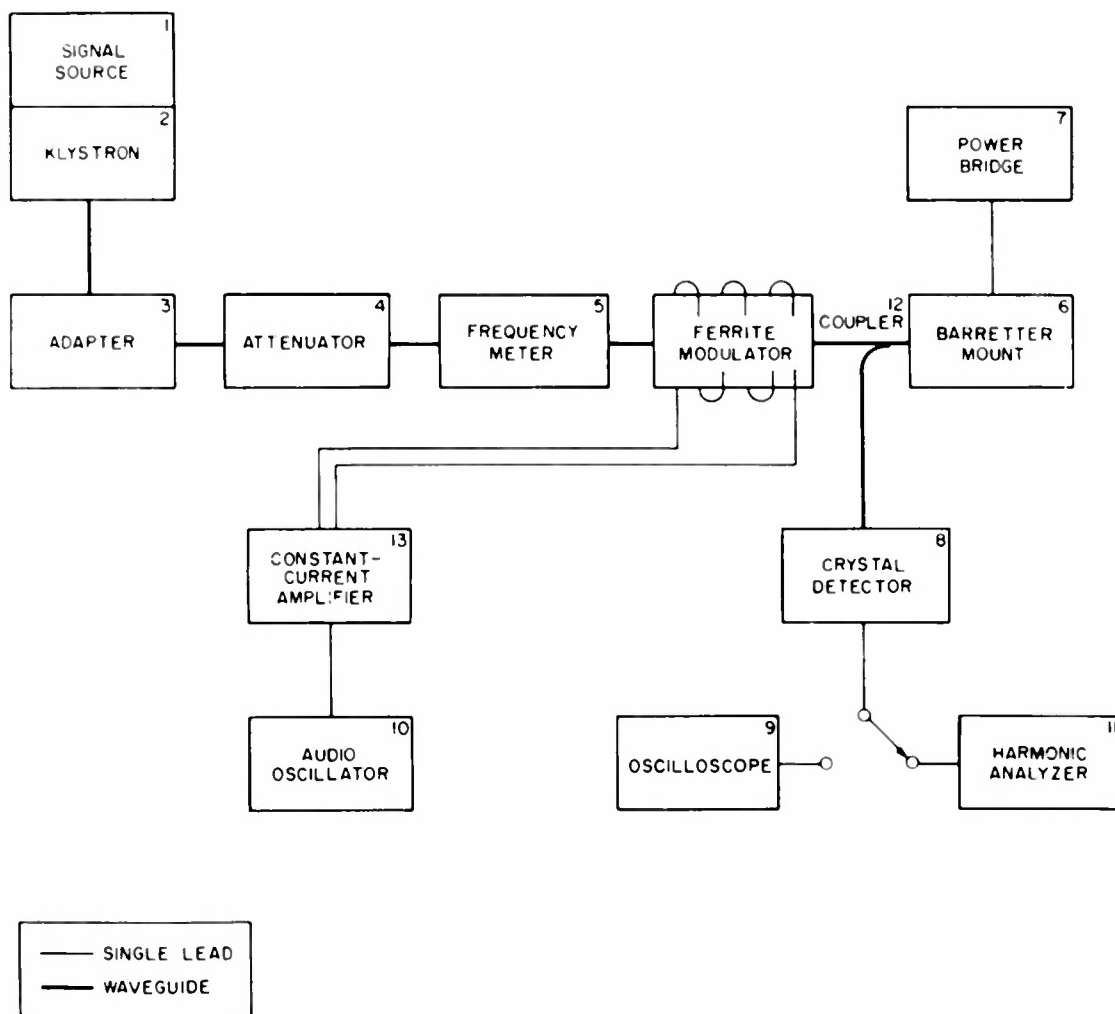 1
SIGNAL
SOURCE
2
KLYSTRON
7
POWER
BRIDGE
3
ADAPTER
4
ATTENUATOR
5
FREQUENCY
METER
FERRITE
MODULATOR
12
COUPLER
6
BARRETTER
MOUNT
13
CONSTANT-
CURRENT
AMPLIFIER
8
CRYSTAL
DETECTOR
10
AUDIO
OSCILLATOR
9
OSCILLOSCOPE
11
HARMONIC
ANALYZER
SINGLE LEAD
WAVEGUIDE